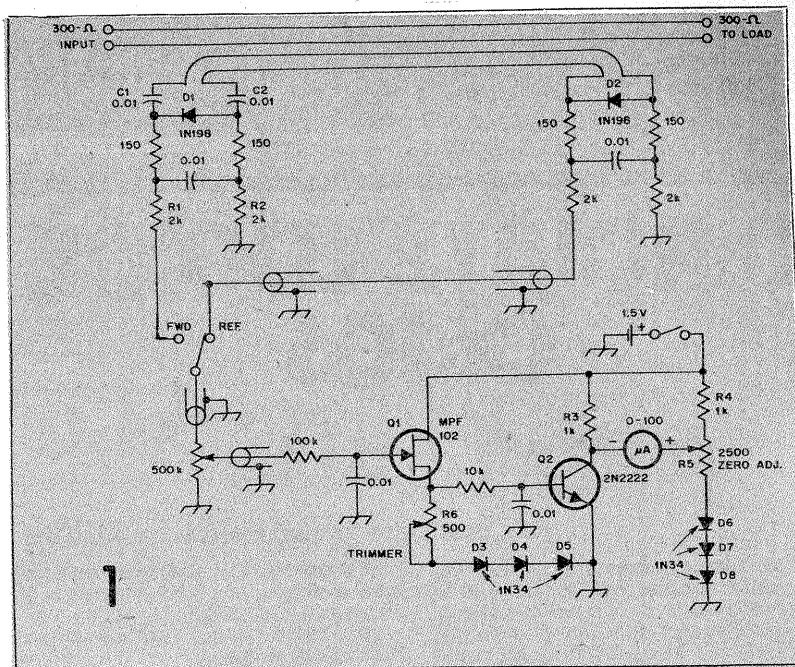 300-Ω
INPUT
300-Ω
TO LOAD
C1
0.01
D1
1N198
C2
0.01
150
150
0.01
R1
2k
R2
2k
D2
1N198
150
150
0.01
2k
2k
FWD
REF.
1.5V
+
R4
1k
R3
1k
0-100
- μA +
R5
2500
ZERO ADJ.
Q1
MPF
102
500k
100k
0.01
10k
Q2
2N2222
0.01
R6
500
TRIMMER
D3
D4
D5
1N34
D6
D7
D8
1N34
1